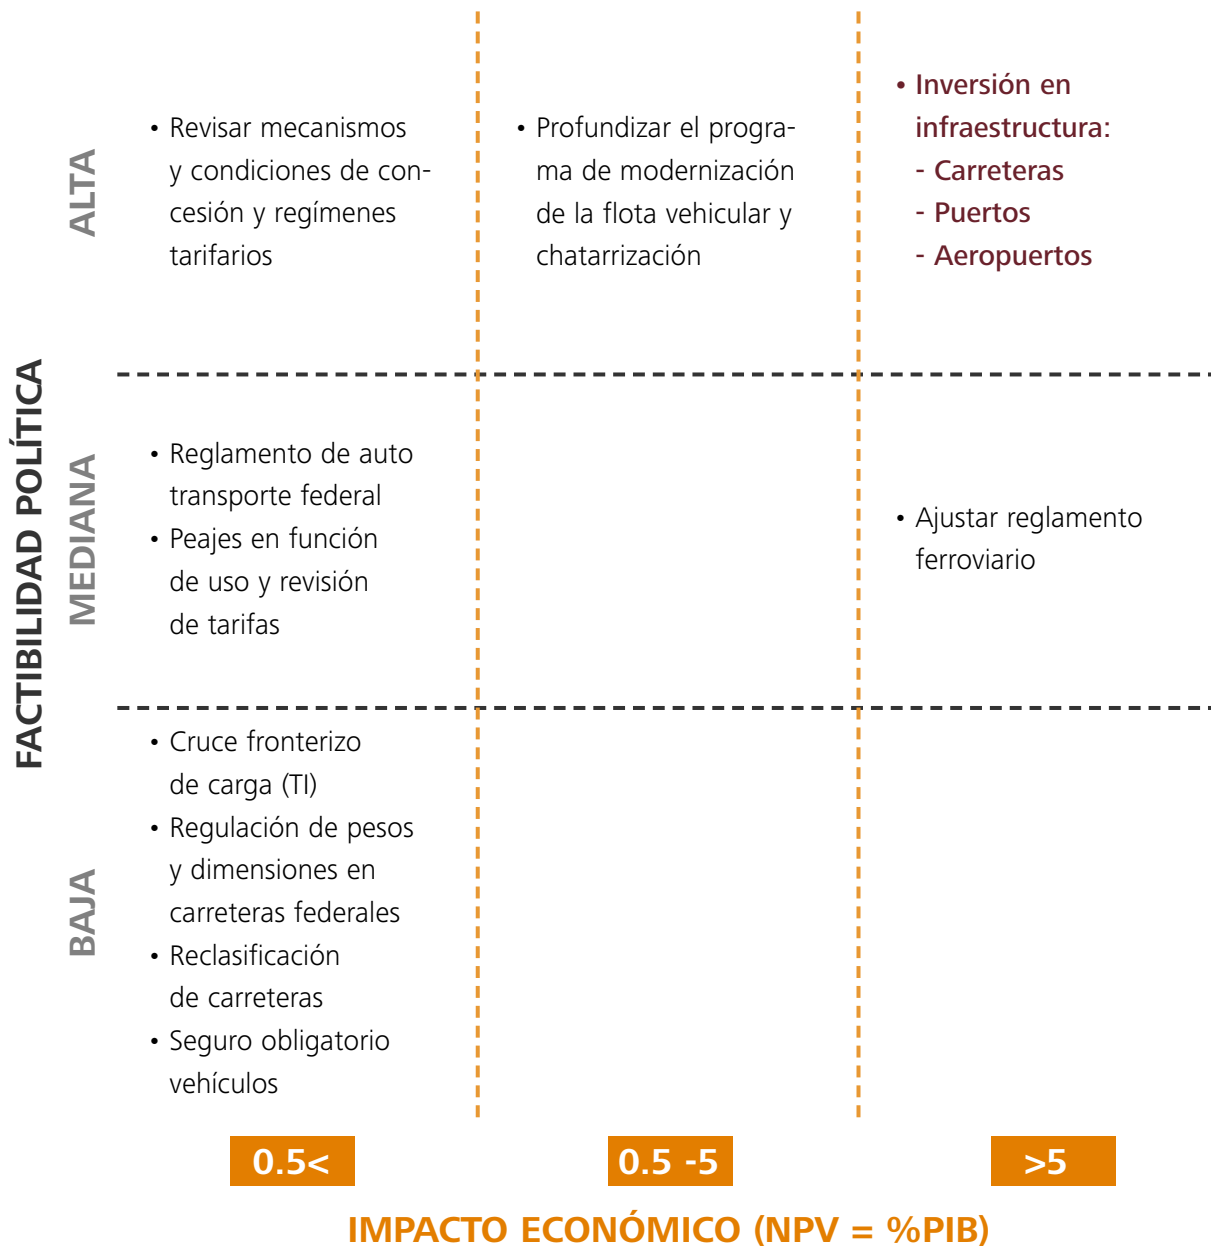 FACTIBILIDAD POLÍTICA
ALTA
• Revisar mecanismos
y condiciones de con-
cesión y regímenes
tarifarios
• Profundizar el progra-
ma de modernización
de la flota vehicular y
chatarrización
• Inversión en
infraestructura:
- Carreteras
- Puertos
- Aeropuertos
MEDIANA
• Reglamento de auto
transporte federal
• Peajes en función
de uso y revisión
de tarifas
• Ajustar reglamento
ferroviario
BAJA
• Cruce fronterizo
de carga (TI)
• Regulación de pesos
y dimensiones en
carreteras federales
• Reclasificación
de carreteras
• Seguro obligatorio
vehículos
0.5<
0.5 -5
>5
IMPACTO ECONÓMICO (NPV = %PIB)